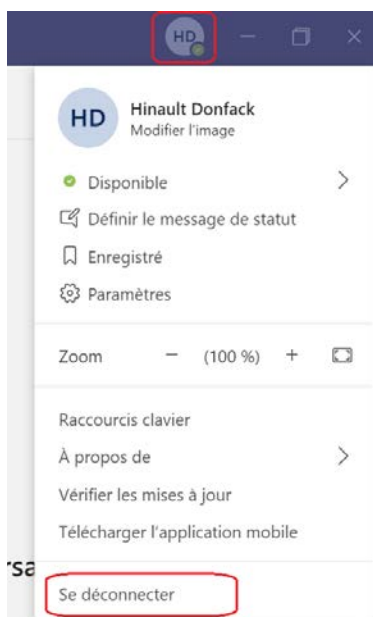 HD
HD
Hinault Donfack
Modifier l'image
Disponible
Définir le message de statut
Enregistré
Paramètres
Zoom − (100 %) +
Raccourcis clavier
À propos de
Vérifier les mises à jour
Télécharger l'application mobile
rsa
Se déconnecter